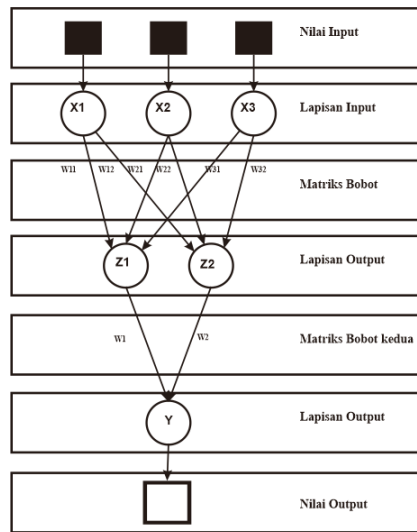 Nilai Input
X1 X2 X3 Lapisan Input
W11 W12 W21 W22 W31 W32
Matriks Bobot
Z1 Z2 Lapisan Output
W1 W2 Matriks Bobot kedua
Y Lapisan Output
Nilai Output